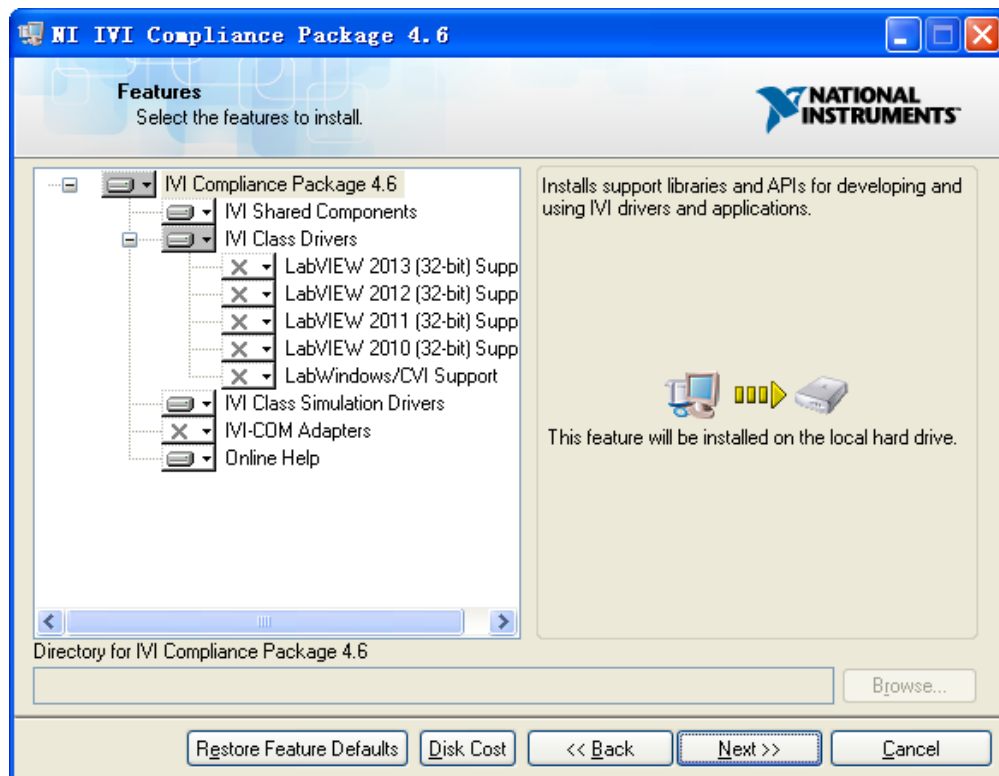 NI IVI Compliance Package 4.6
Features
Select the features to install.
NATIONAL
INSTRUMENTS
IVI Compliance Package 4.6
IVI Shared Components
IVI Class Drivers
LabVIEW 2013 (32-bit) Supp
LabVIEW 2012 (32-bit) Supp
LabVIEW 2011 (32-bit) Supp
LabVIEW 2010 (32-bit) Supp
LabWindows/CVI Support
IVI Class Simulation Drivers
IVI-COM Adapters
Online Help
Installs support libraries and APIs for developing and
using IVI drivers and applications.
This feature will be installed on the local hard drive.
Directory for IVI Compliance Package 4.6
Browse...
Restore Feature Defaults
Disk Cost
<< Back
Next >>
Cancel